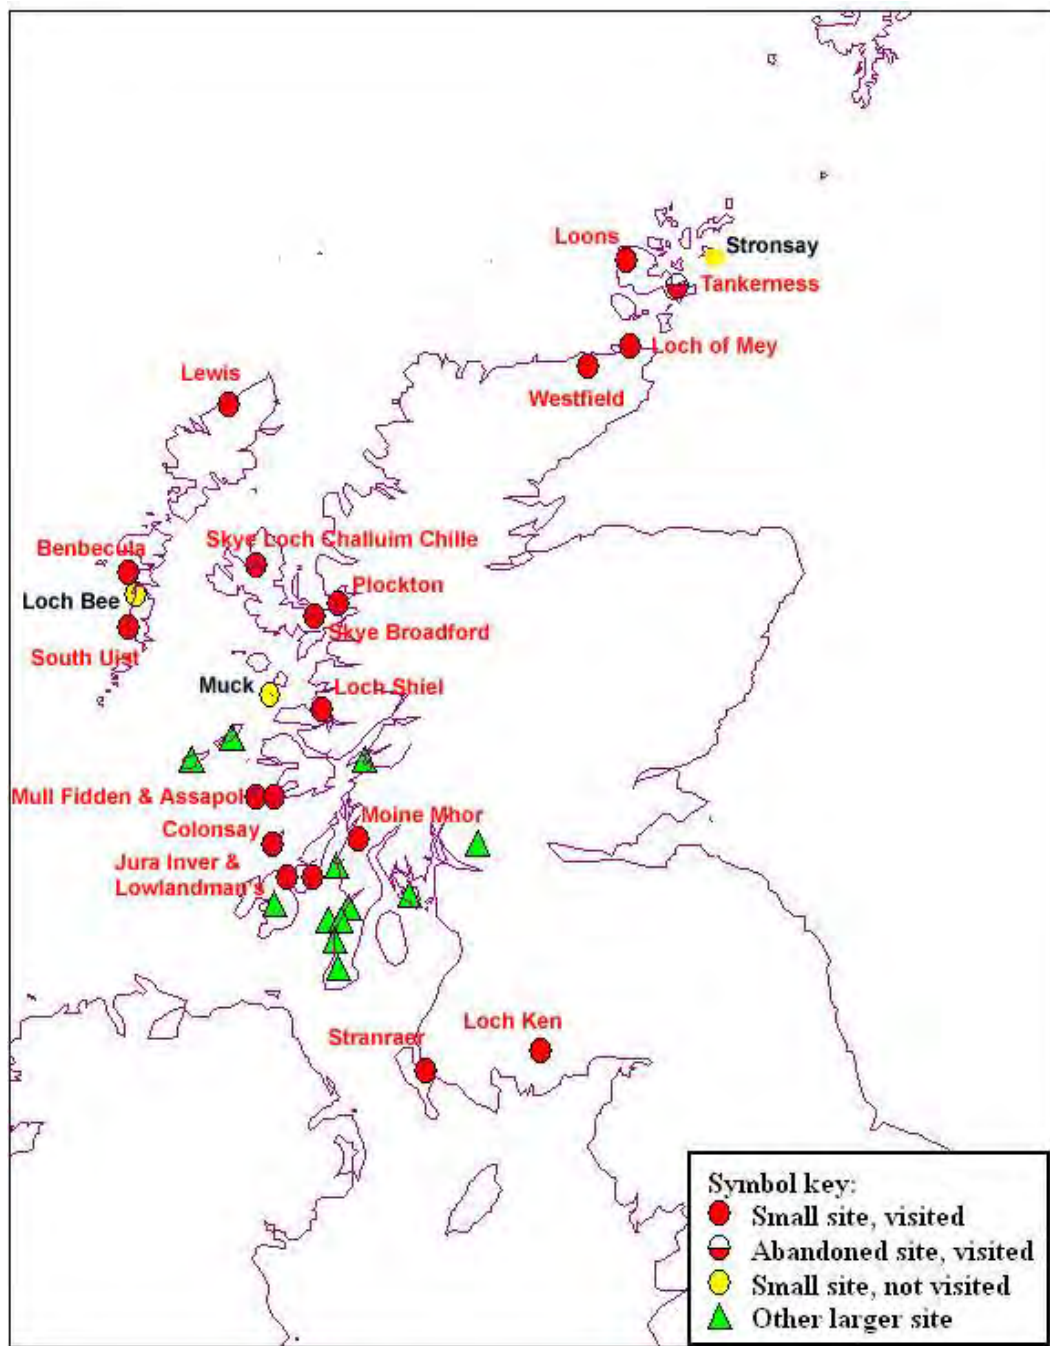 Loons
Stronsay
Tankerness
Loch of Mey
Lewis
Westfield
Skye Loch Challuim Chille
Benbecula
Plockton
Loch Bee
Skye Broadford
South Uist
Muck
Loch Shiel
Mull Fidden & Assapol
Moine Mhor
Colonsay
Jura Inver &
Lowlandman's
Loch Ken
Stranraer
Symbol key:
Small site, visited
Abandoned site, visited
Small site, not visited
Other larger site